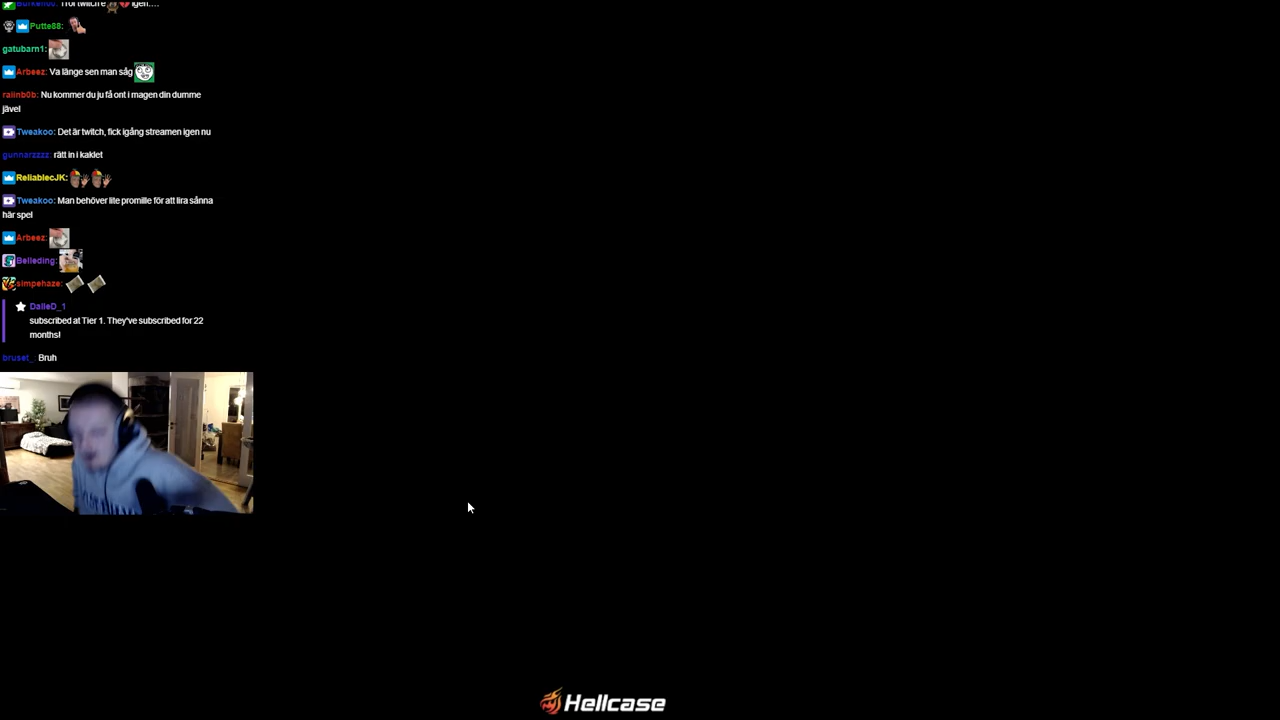 Putte88:
gatubarn1:
Arbeez: Va länge sen man såg
ralinb0b: Nu kommer du ju få ont i magen din dumme
jävel
Tweakoo: Det är twitch, fick igång streamen igen nu
gunnarzzzz: rätt in i kaklet
ReliablecJK:
Tweakoo: Man behöver lite promille för att lira sånna
här spel
Arbeez:
Belleding:
simpehaze:
DalleD_1
subscribed at Tier 1. They've subscribed for 22
months!
bruset_: Bruh
Hellcase